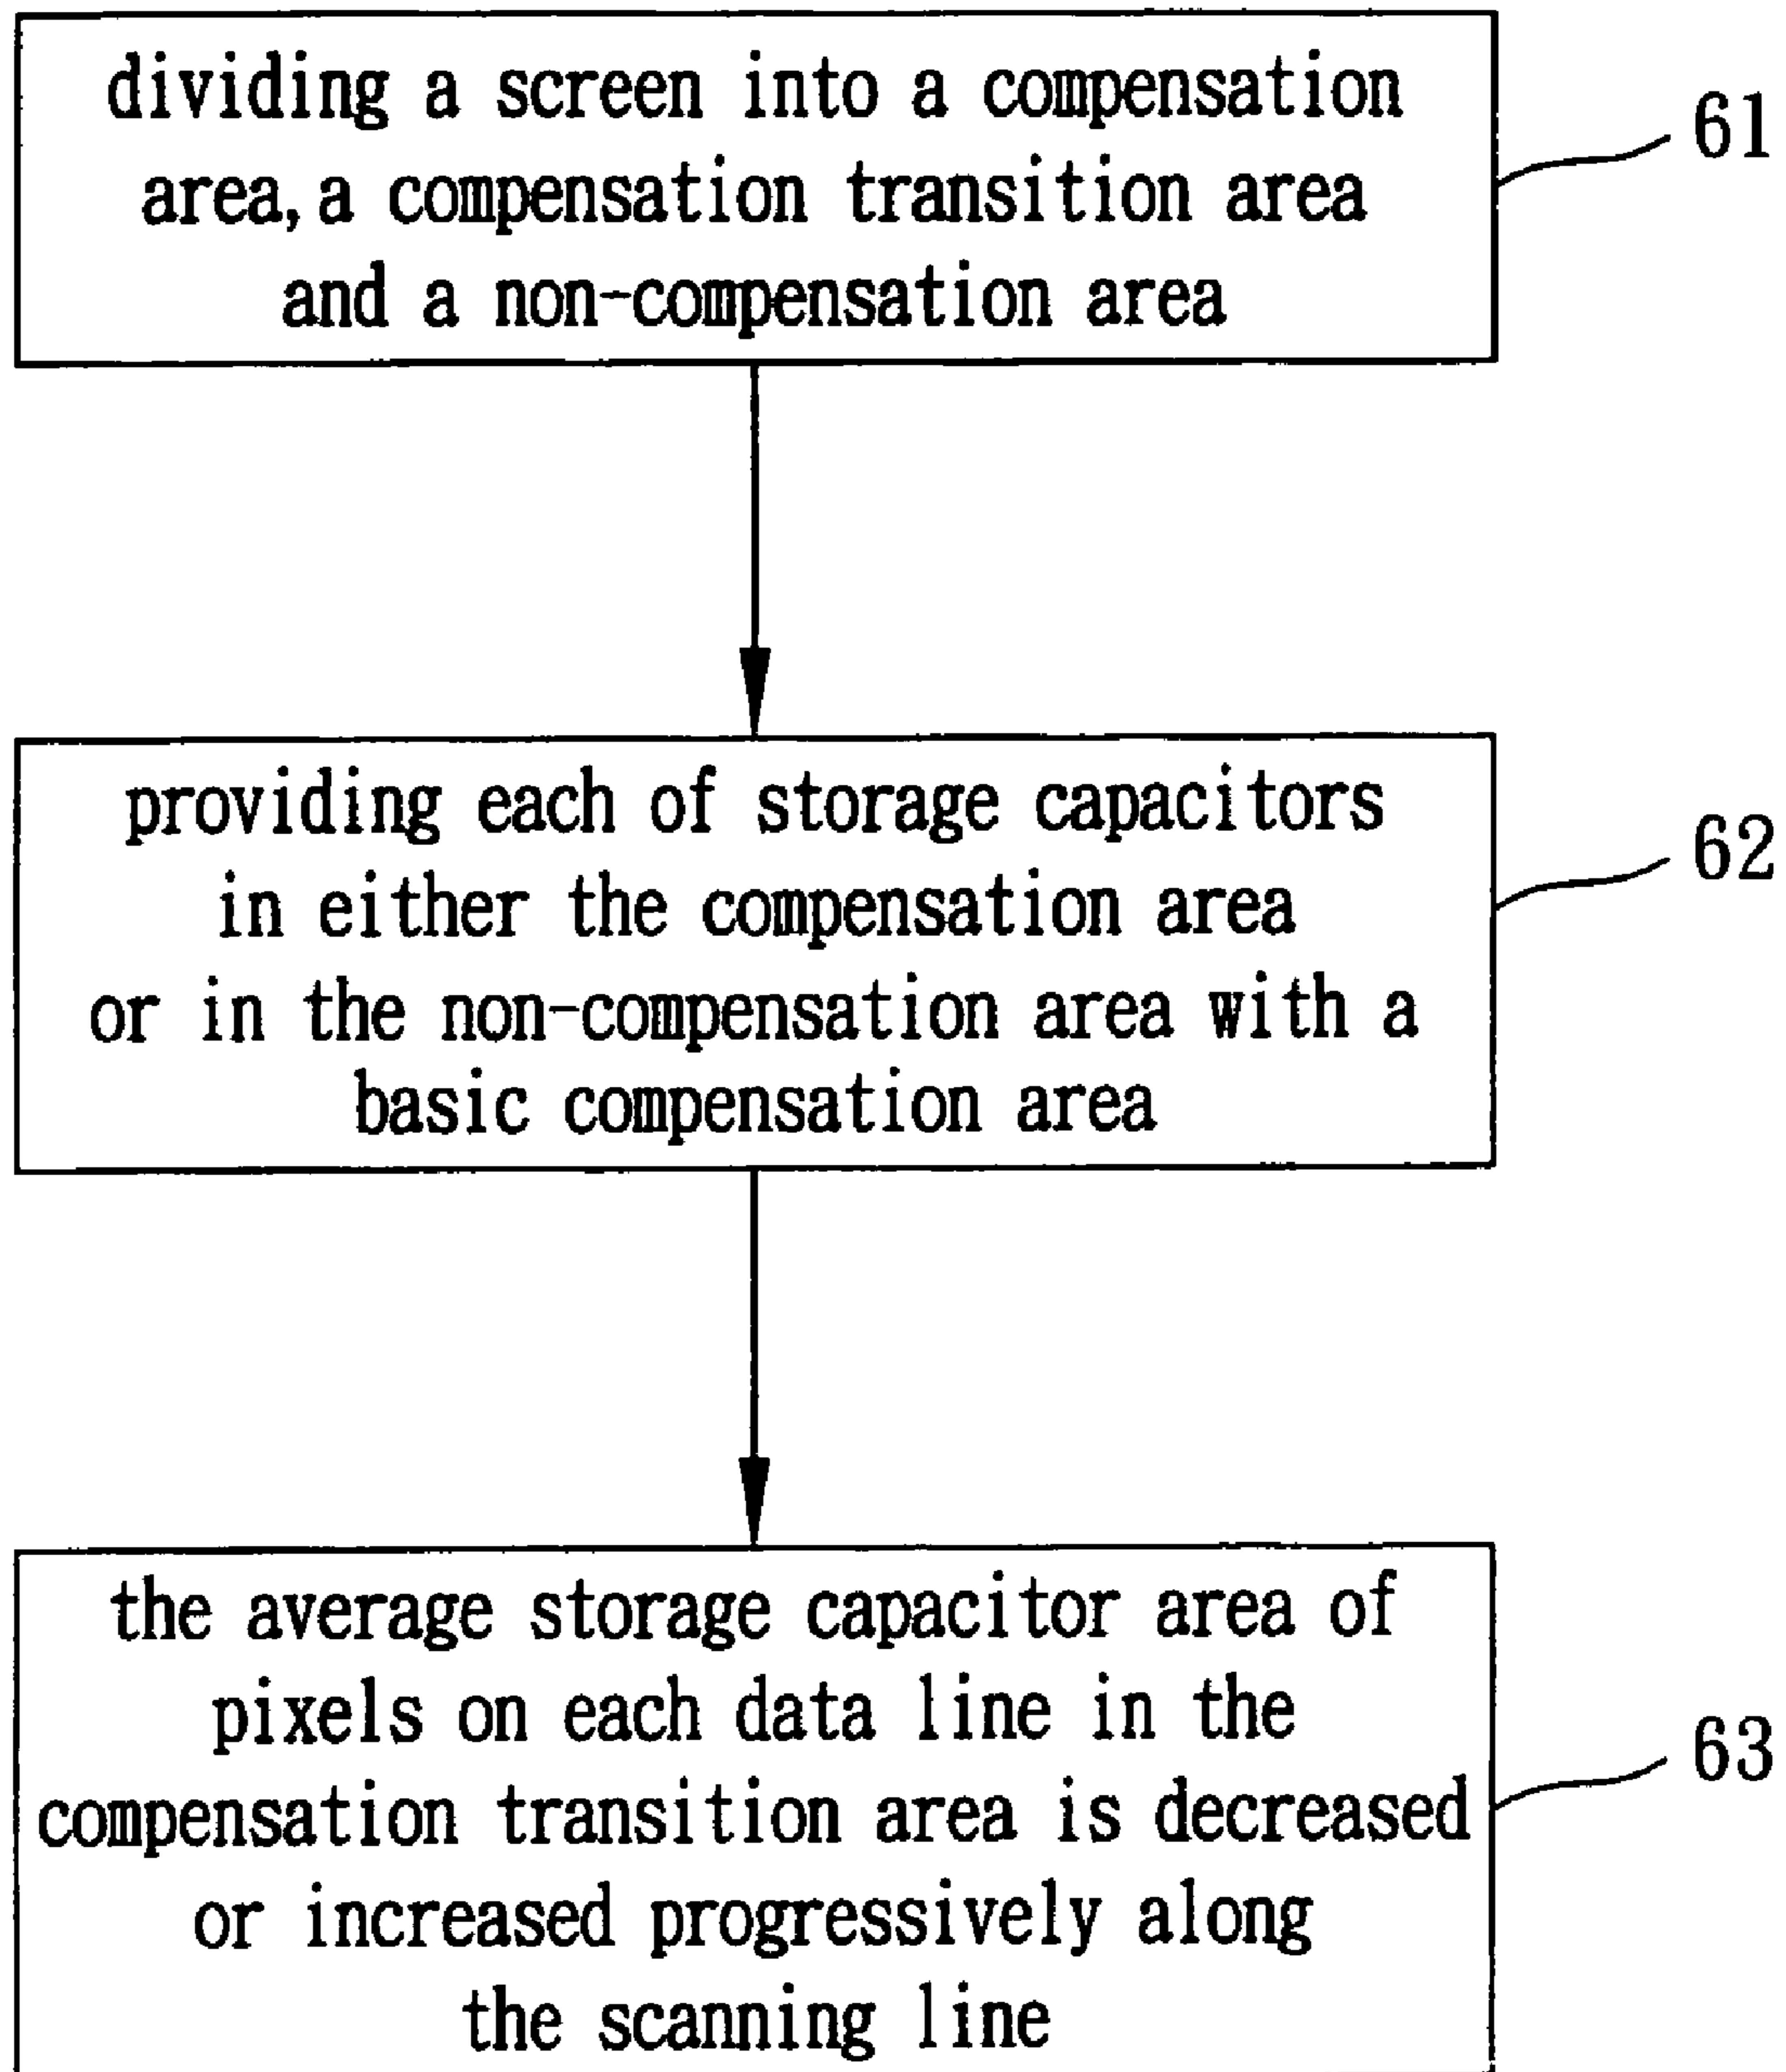 dividing a screen into a compensation
area, a compensation transition area
and a non-compensation area
61
providing each of storage capacitors
in either the compensation area
or in the non-compensation area with a
basic compensation area
62
the average storage capacitor area of
pixels on each data line in the
compensation transition area is decreased
or increased progressively along
the scanning line
63